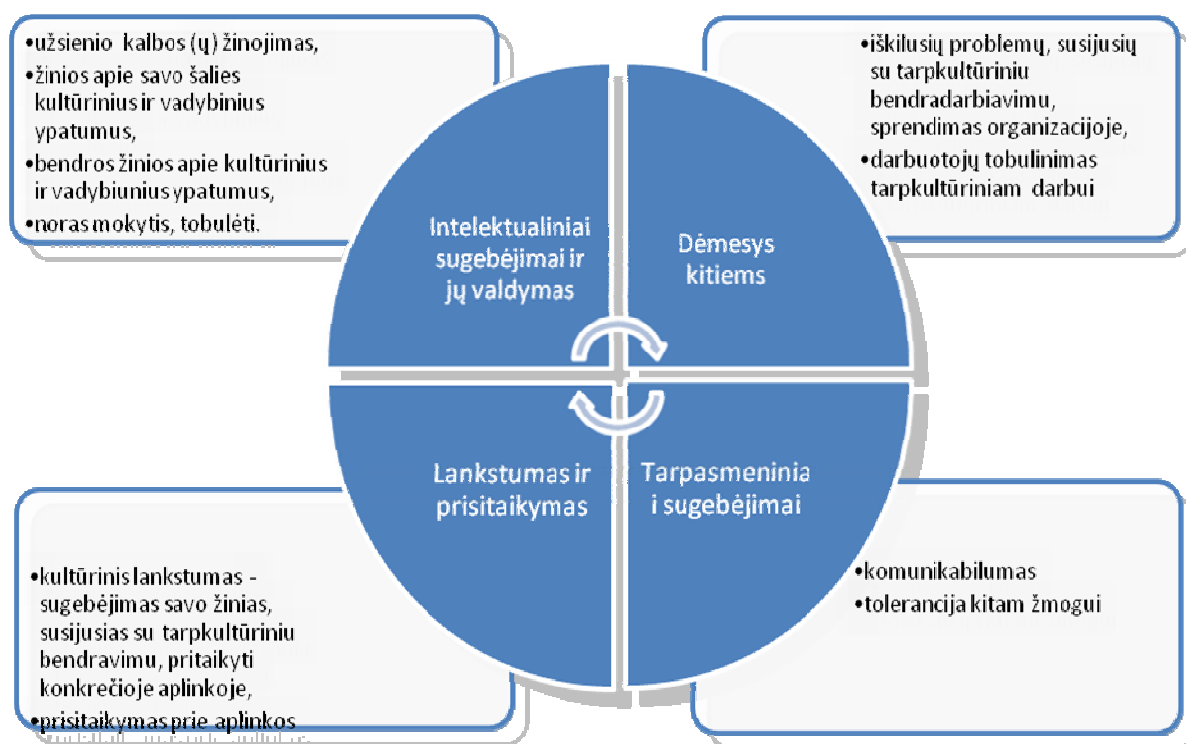 •užsienio kalbos (ų) žinojimas,
•žinios apie savo šalies
kultūrinius ir vadybinius
ypatumus,
•bendros žinios apie kultūrinius
ir vadybiunius ypatumus,
•noras mokytis, tobulėti.
•iškilusių problemų, susijusių
su tarpkultūriniu
bendradarbiavimu,
sprendimas organizacijoje,
•darbuotojų tobulinimas
tarpkultūriniam darbui
Intelektualiniai
sugebėjimai ir
jų valdymas
Dėmesys
kitiems
Lankstumas ir
prisitaikymas
Tarpasmeninia
i sugebėjimai
•kultūrinis lankstumas -
sugebėjimas savo žinias,
susijusias su tarpkultūriniu
bendravimu, pritaikyti
konkrečioje aplinkoje,
•prisitaikymas prie aplinkos
•komunikabilumas
•tolerancija kitam žmogui